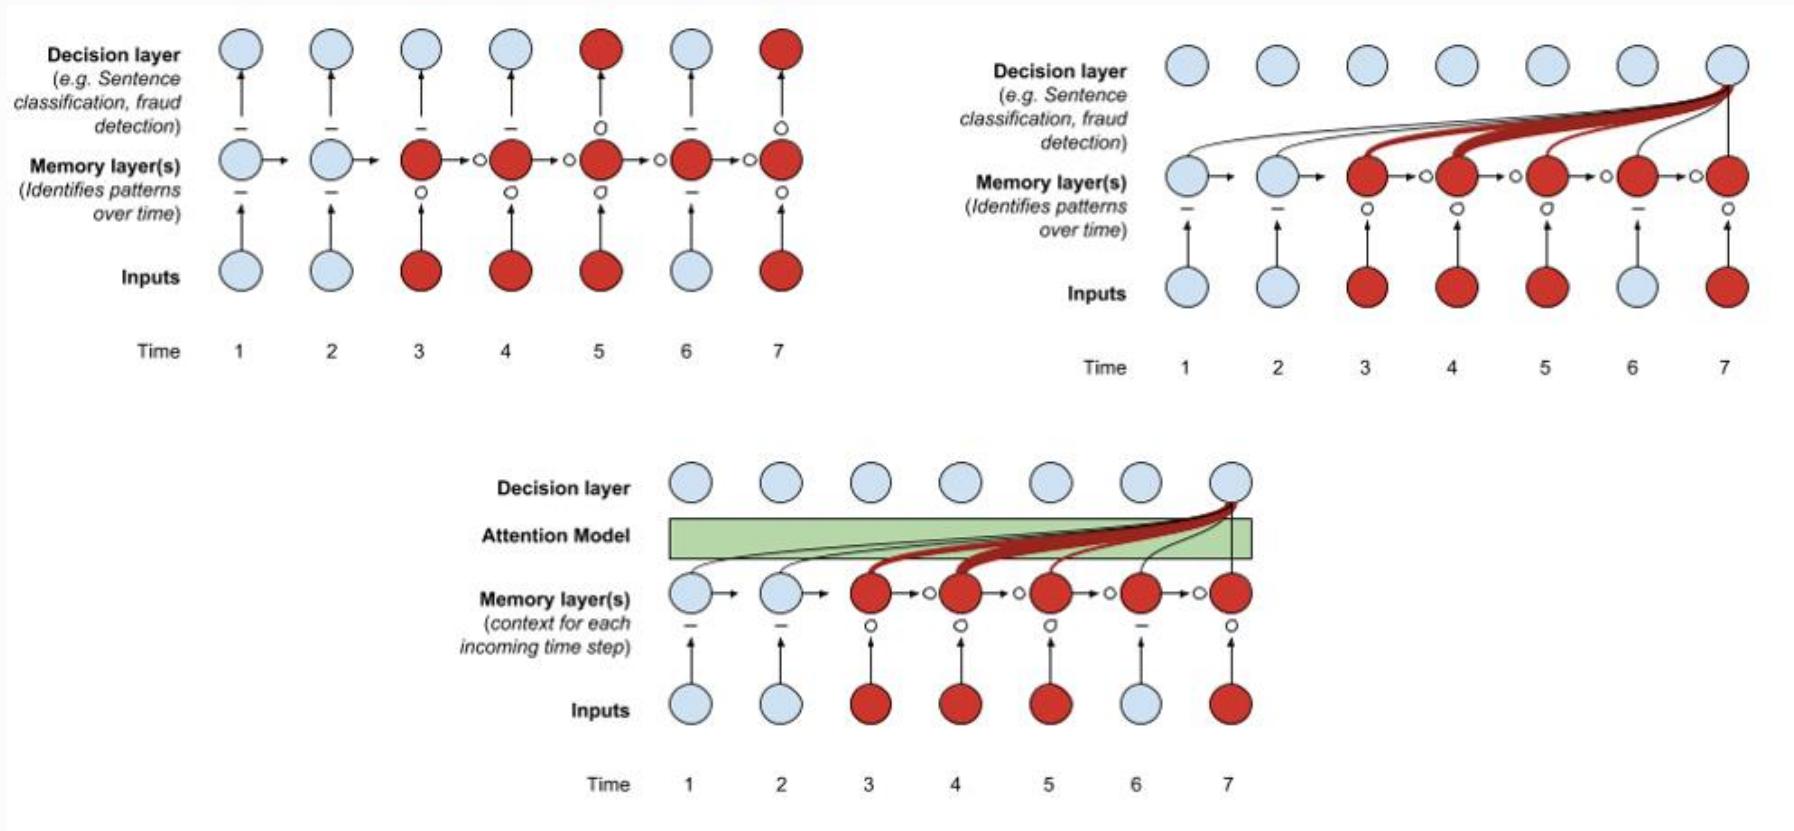 Decision layer
(e.g. Sentence
classification, fraud
detection)
Memory layer(s)
(Identifies patterns
over time)
Inputs
Time 1 2 3 4 5 6 7
Decision layer
(e.g. Sentence
classification, fraud
detection)
Memory layer(s)
(Identifies patterns
over time)
Inputs
Time 1 2 3 4 5 6 7
Decision layer
Attention Model
Memory layer(s)
(context for each
incoming time step)
Inputs
Time 1 2 3 4 5 6 7